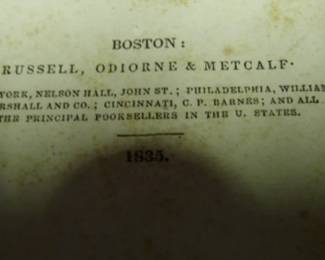 BOSTON:
RUSSELL, ODIORNE & METCALF.
YORK, NELSON HALL, JOHN ST.; PHILADELPHIA, WILLIAM
RSHALL AND CO.; CINCINNATI, C. P. BARNES; AND ALL
THE PRINCIPAL POOKSELLERS IN THE U. STATES.
1835.